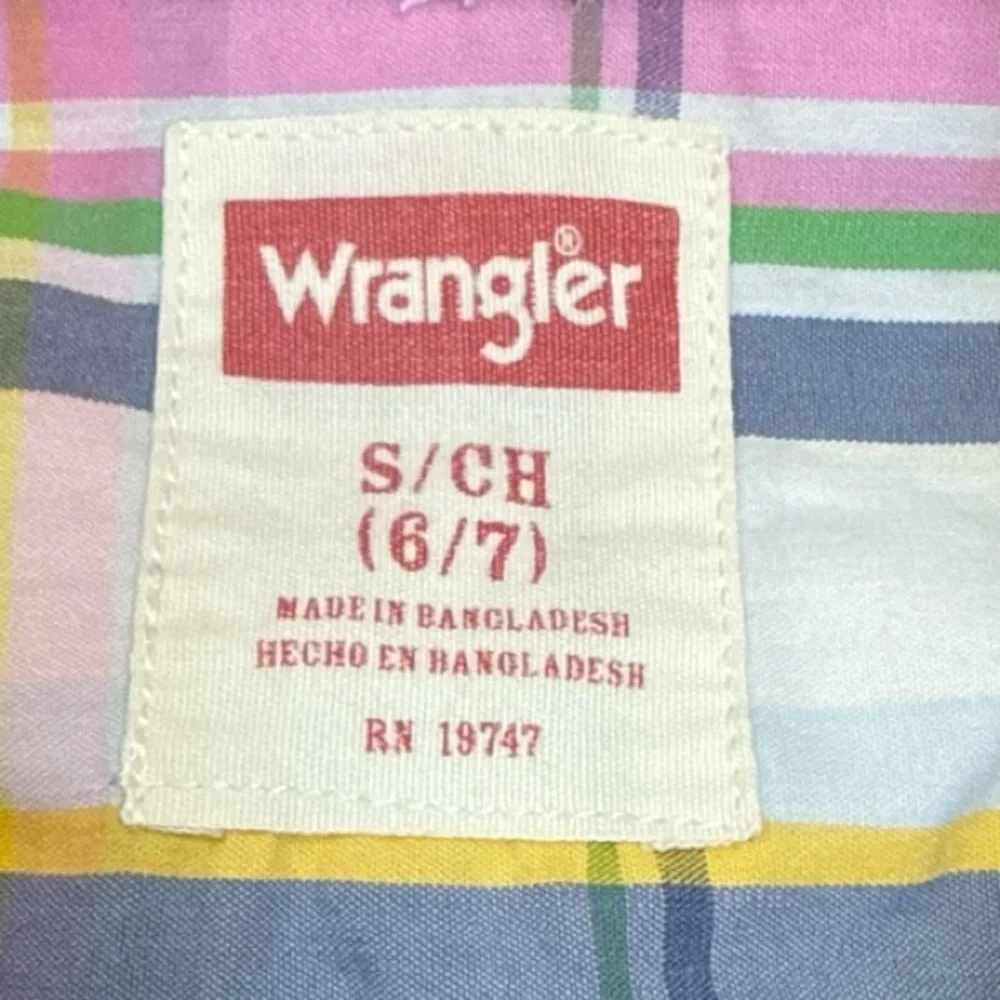 Wrangler®
S/CH
(6/7)
MADE IN BANGLADESH
HECHO EN BANGLADESH
RN 19747